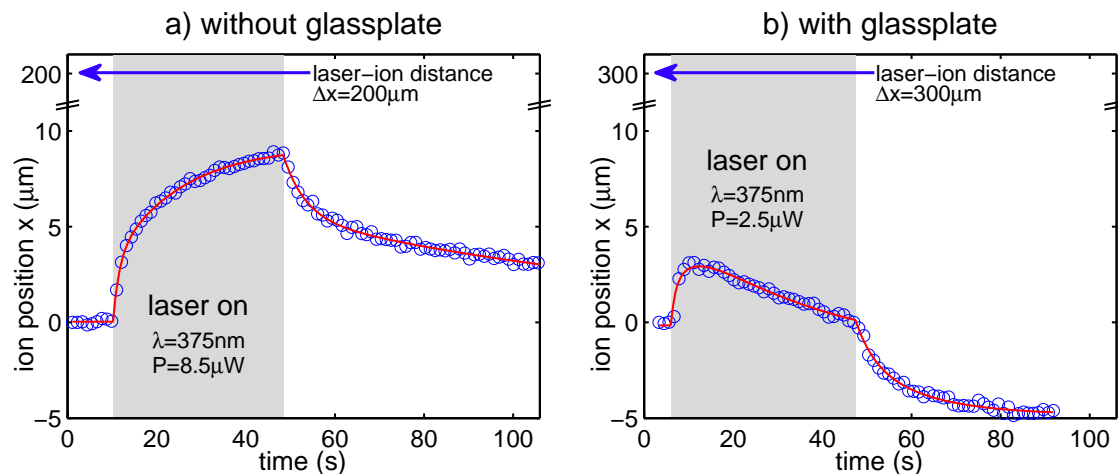 a) without glassplate
200
laser−ion distance
Δx=200μm
10
5
0
−5
ion position x (μm)
laser on
λ=375nm
P=8.5μW
0 20 40 60 80 100
time (s)
b) with glassplate
300
laser−ion distance
Δx=300μm
10
5
0
−5
ion position x (μm)
laser on
λ=375nm
P=2.5μW
0 20 40 60 80 100
time (s)